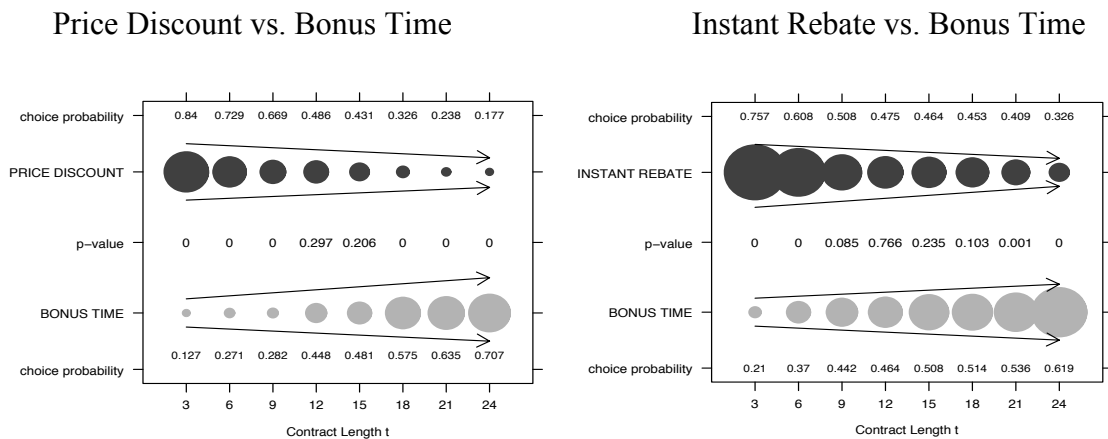 Price Discount vs. Bonus Time
choice probability 0.84 0.729 0.669 0.486 0.431 0.326 0.238 0.177
PRICE DISCOUNT
p−value 0 0 0 0.297 0.206 0 0 0
BONUS TIME
0.127 0.271 0.282 0.448 0.481 0.575 0.635 0.707
choice probability
3 6 9 12 15 18 21 24
Contract Length t
Instant Rebate vs. Bonus Time
choice probability 0.757 0.608 0.508 0.475 0.464 0.453 0.409 0.326
INSTANT REBATE
p−value 0 0 0.085 0.766 0.235 0.103 0.001 0
BONUS TIME
choice probability 0.21 0.37 0.442 0.464 0.508 0.514 0.536 0.619
3 6 9 12 15 18 21 24
Contract Length t